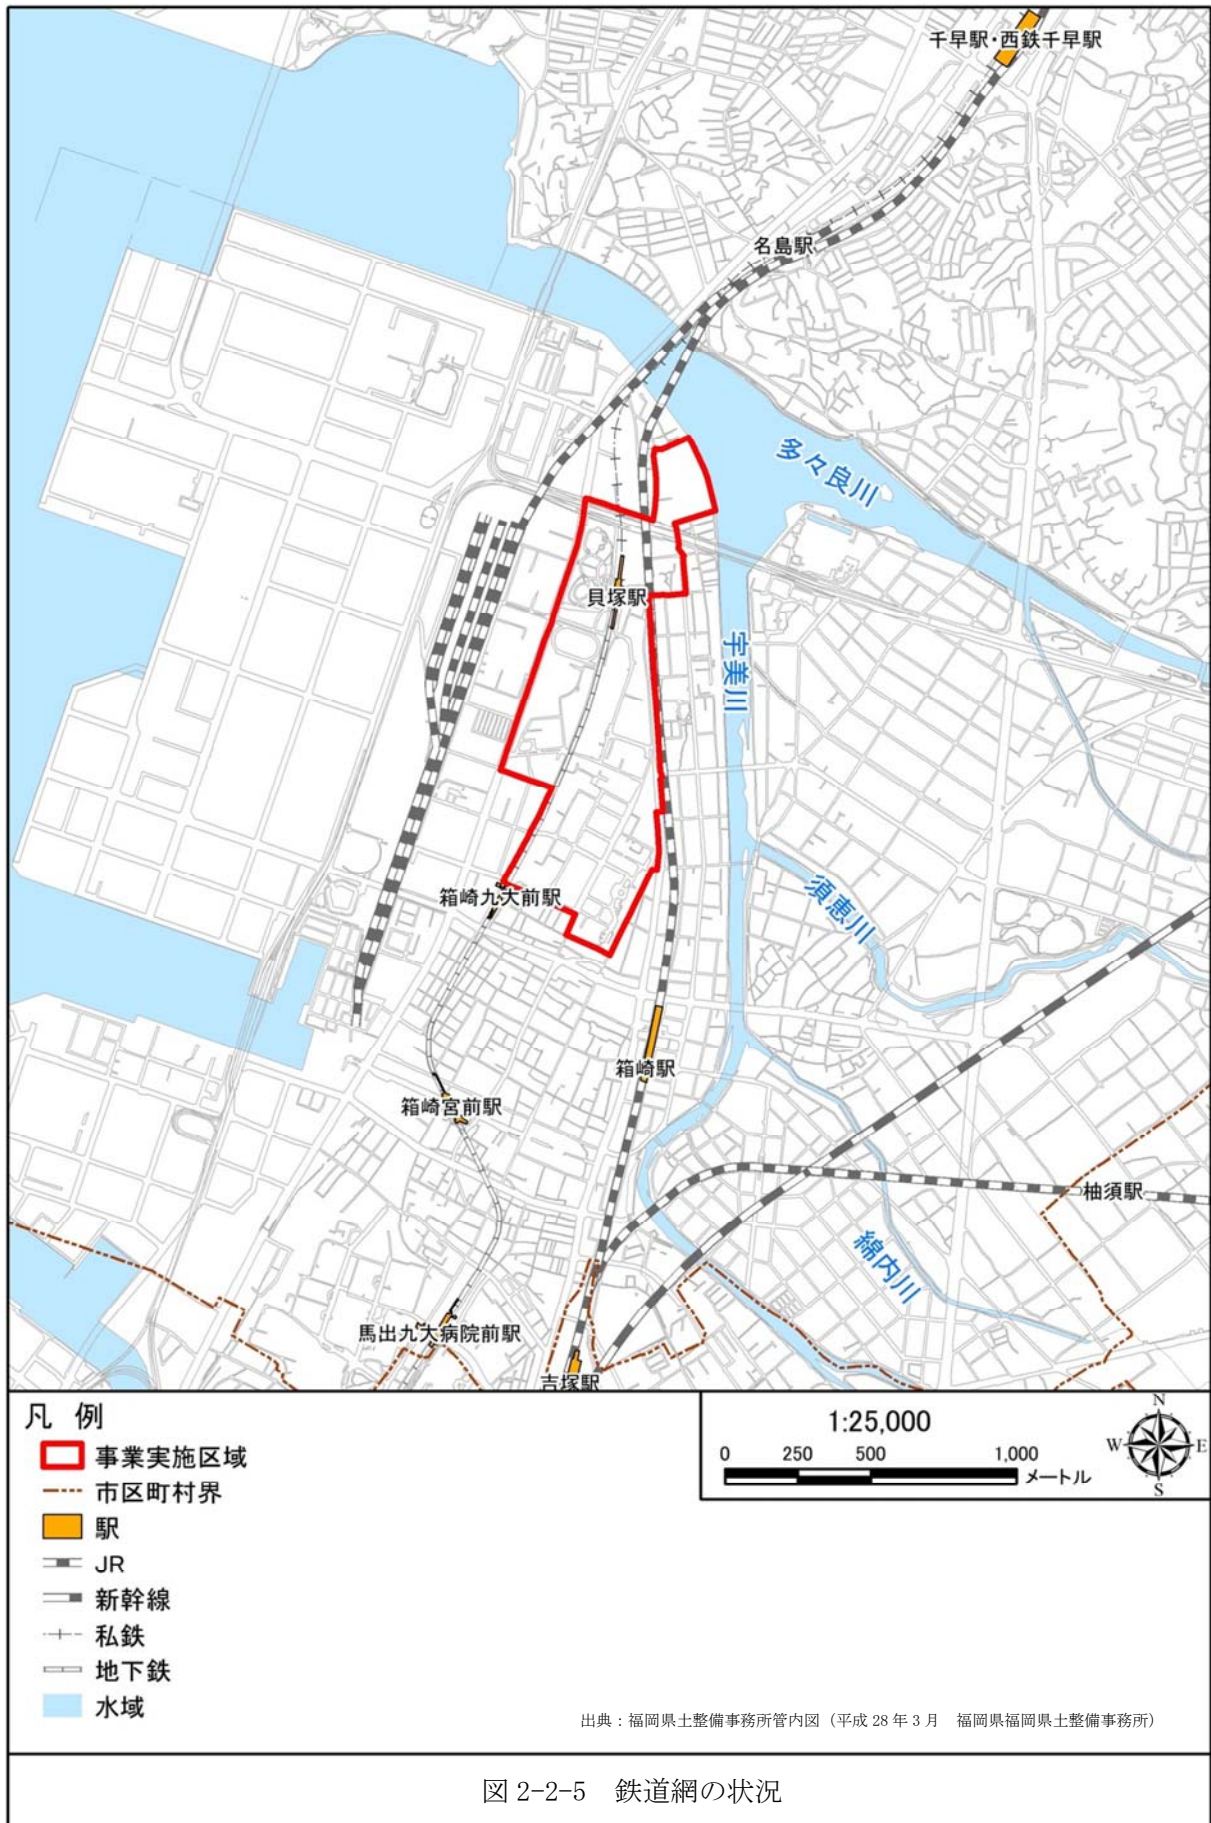 千早駅・西鉄千早駅
名島駅
多々良川
貝塚駅
宇美川
須恵川
箱崎九大前駅
箱崎駅
箱崎宮前駅
柚須駅
綿内川
馬出九大病院前駅
吉塚駅
凡 例
事業実施区域
市区町村界
駅
JR
新幹線
私鉄
地下鉄
水域
1:25,000
0 250 500 1,000
メートル
N
W E
S
出典：福岡県土整備事務所管内図（平成 28 年 3 月 福岡県福岡県土整備事務所）
図 2-2-5 鉄道網の状況